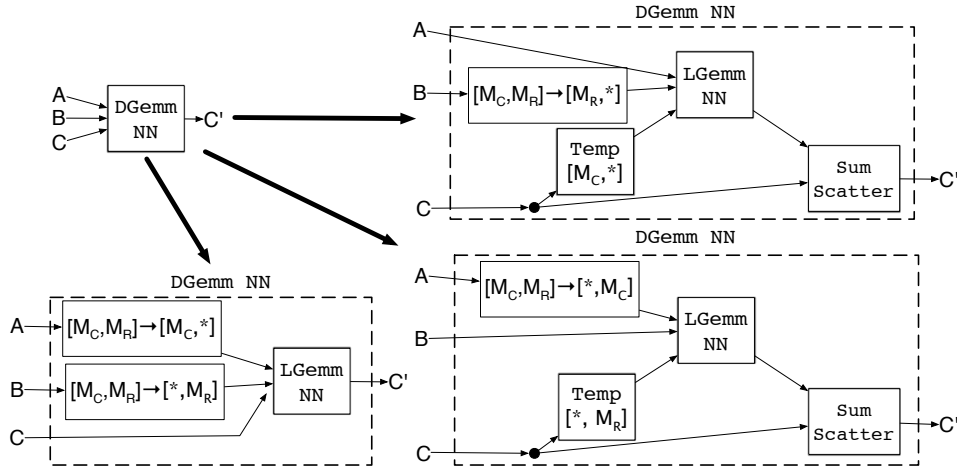 A
B
C
DGemm
NN
C'
DGemm NN
A
B
[M_C,M_R]→[M_R,*]
LGemm
NN
Temp
[M_C,*]
Sum
Scatter
C
C'
DGemm NN
A
[M_C,M_R]→[M_C,*]
B
[M_C,M_R]→[*,M_R]
LGemm
NN
C'
C
DGemm NN
A
[M_C,M_R]→[*,M_C]
B
LGemm
NN
Temp
[*, M_R]
Sum
Scatter
C
C'